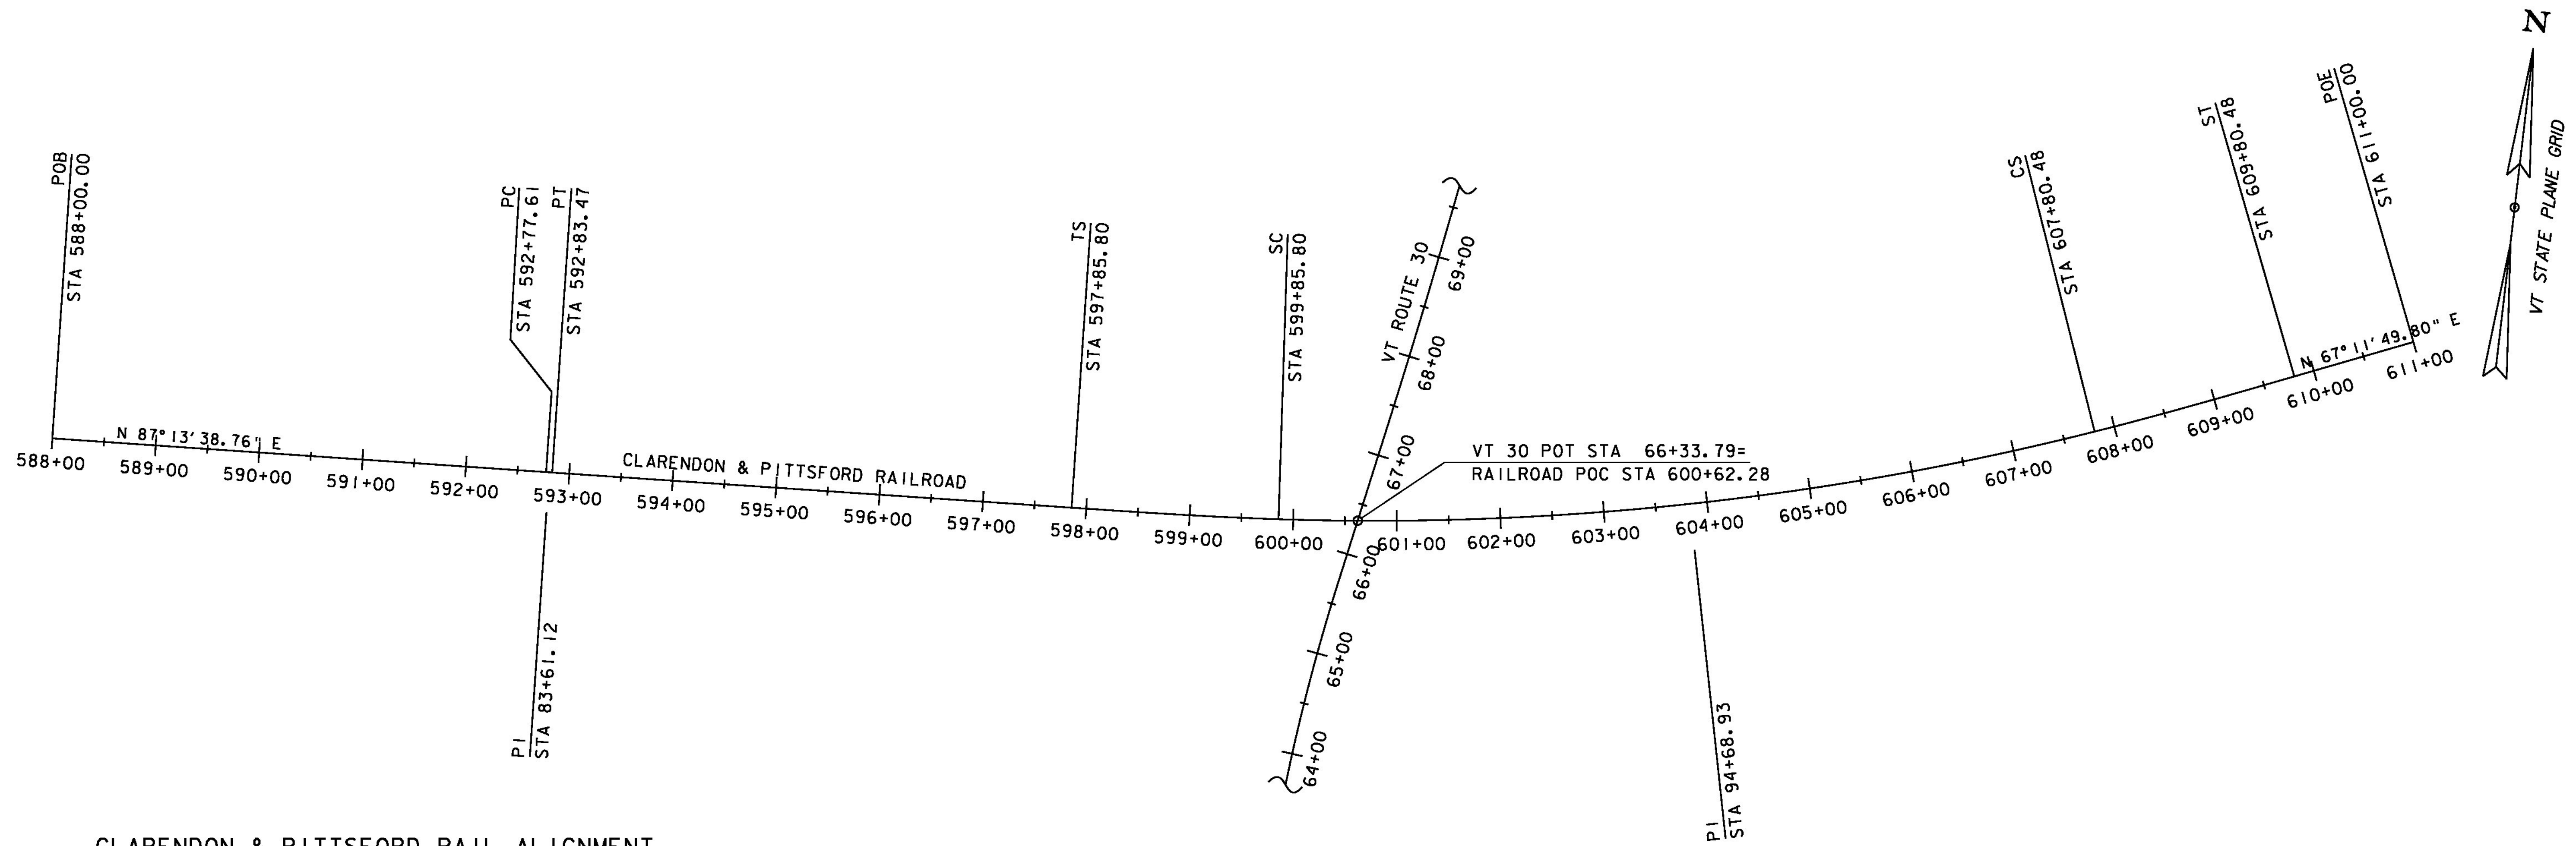 N
VT STATE PLANE GRID
POB
STA 588+00.00
PC
STA 592+77.61
PT
STA 592+83.47
TS
STA 597+85.80
SC
STA 599+85.80
VT ROUTE 30
69+00
68+00
67+00
66+00
65+00
64+00
CS
STA 607+80.48
ST
STA 609+80.48
POE
STA 611+00.00
N 87°13'38.76" E
CLARENDON & PITTSFORD RAILROAD
VT 30 POT STA 66+33.79=
RAILROAD POC STA 600+62.28
N 67°11'49.80" E
588+00
589+00
590+00
591+00
592+00
593+00
594+00
595+00
596+00
597+00
598+00
599+00
600+00
601+00
602+00
603+00
604+00
605+00
606+00
607+00
608+00
609+00
610+00
611+00
PI
STA 83+61.12
PI
STA 94+68.93
CLARENDON & PITTSFORD RAIL ALIGNMENT